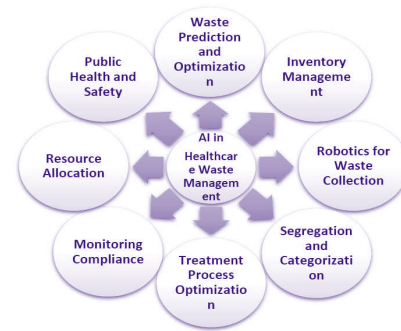 Waste
Prediction
and
Optimizatio
n
Inventory
Manageme
nt
Robotics for
Waste
Collection
Segregation
and
Categorizati
on
Treatment
Process
Optimizatio
n
Monitoring
Compliance
Resource
Allocation
Public
Health and
Safety
AI in
Healthcar
e Waste
Managem
ent